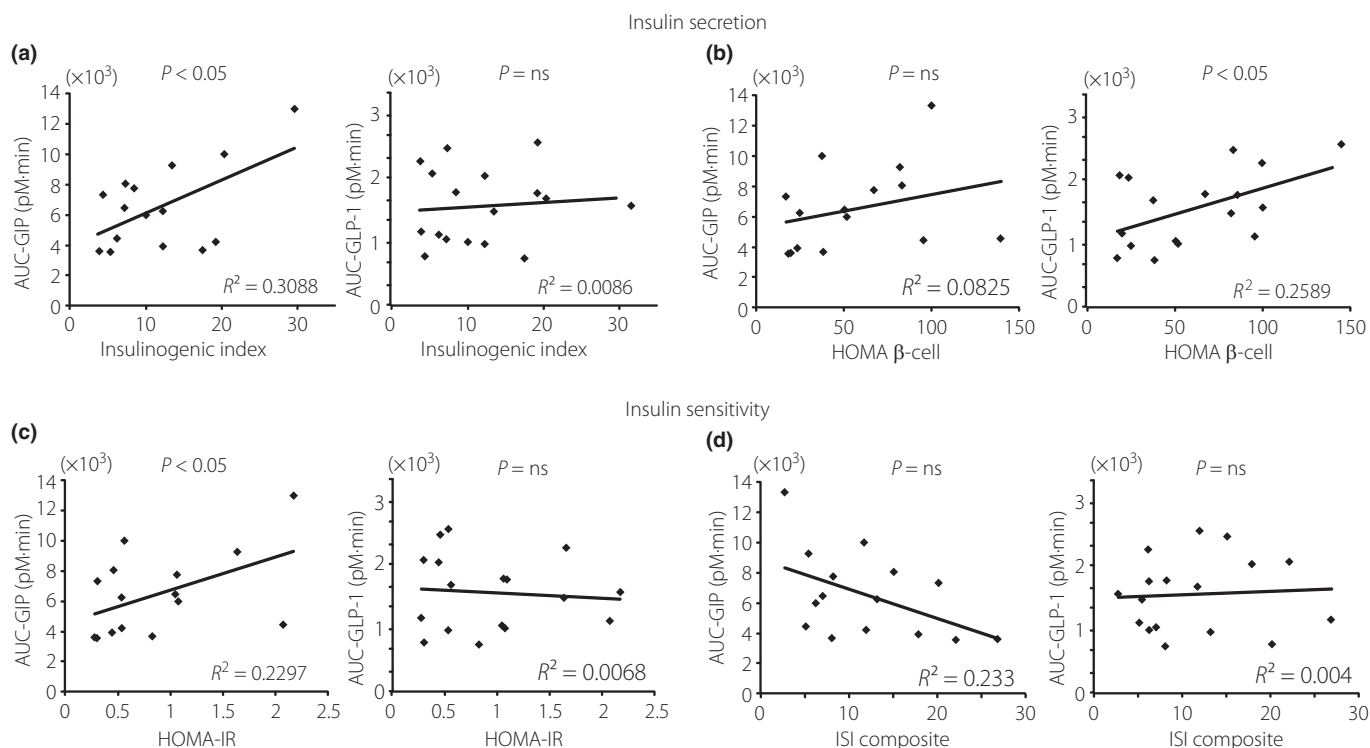 Insulin secretion
(a)
(×10³)
P < 0.05
AUC-GIP (pM·min)
14
12
10
8
6
4
2
0
R² = 0.3088
0
10
20
30
Insulinogenic index
(×10³)
P = ns
AUC-GLP-1 (pM·min)
3
2
1
0
R² = 0.0086
0
10
20
30
Insulinogenic index
(b)
(×10³)
P = ns
AUC-GIP (pM·min)
14
12
10
8
6
4
2
0
R² = 0.0825
0
50
100
150
HOMA β-cell
(×10³)
P < 0.05
AUC-GLP-1 (pM·min)
3
2
1
0
R² = 0.2589
0
50
100
150
HOMA β-cell
Insulin sensitivity
(c)
(×10³)
P < 0.05
AUC-GIP (pM·min)
14
12
10
8
6
4
2
0
R² = 0.2297
0
0.5
1
1.5
2
2.5
HOMA-IR
(×10³)
P = ns
AUC-GLP-1 (pM·min)
3
2
1
0
R² = 0.0068
0
0.5
1
1.5
2
2.5
HOMA-IR
(d)
(×10³)
P = ns
AUC-GIP (pM·min)
14
12
10
8
6
4
2
0
R² = 0.233
0
10
20
30
ISI composite
(×10³)
P = ns
AUC-GLP-1 (pM·min)
3
2
1
0
R² = 0.004
0
10
20
30
ISI composite